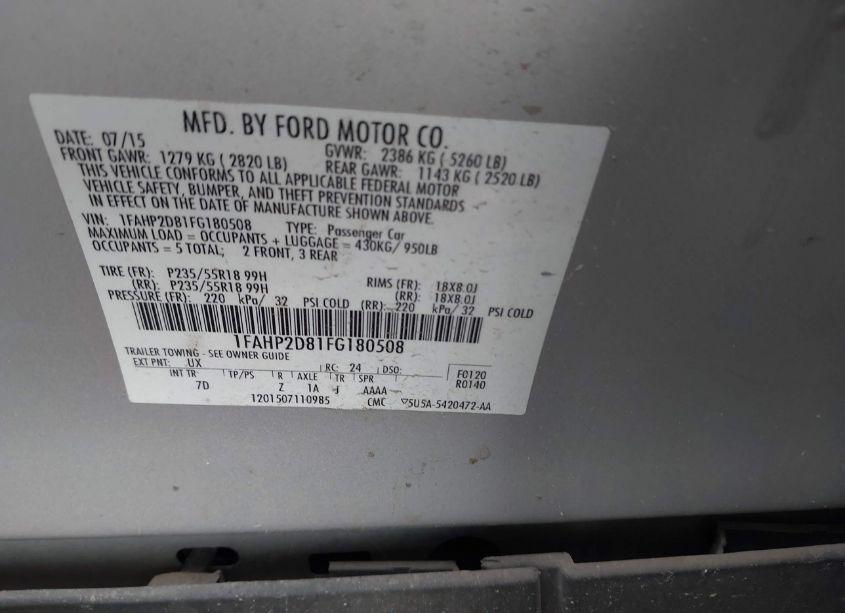 MFD. BY FORD MOTOR CO.
DATE: 07/15 GVWR: 2386 KG ( 5260 LB)
FRONT GAWR: 1279 KG ( 2820 LB) REAR GAWR: 1143 KG ( 2520 LB)
THIS VEHICLE CONFORMS TO ALL APPLICABLE FEDERAL MOTOR
VEHICLE SAFETY, BUMPER, AND THEFT PREVENTION STANDARDS
IN EFFECT ON THE DATE OF MANUFACTURE SHOWN ABOVE.
VIN: 1FAHP2D81FG180508 TYPE: Passenger Car
MAXIMUM LOAD = OCCUPANTS + LUGGAGE = 430KG/ 950LB
OCCUPANTS = 5 TOTAL; 2 FRONT, 3 REAR
TIRE (FR): P235/55R18 99H RIMS (FR): 18X8.0J
(RR): P235/55R18 99H (RR): 18X8.0J
PRESSURE (FR): 220 kPa/ 32 PSI COLD (RR): 220 kPa/ 32 PSI COLD
1FAHP2D81FG180508
TRAILER TOWING - SEE OWNER GUIDE
EXT PNT: UX RC: 24 DSO: F0120
INT TR TP/PS R AXLE TR SPR R0140
7D Z 1A J AAAA
1201507110985 CMC ▽5U5A-5420472-AA